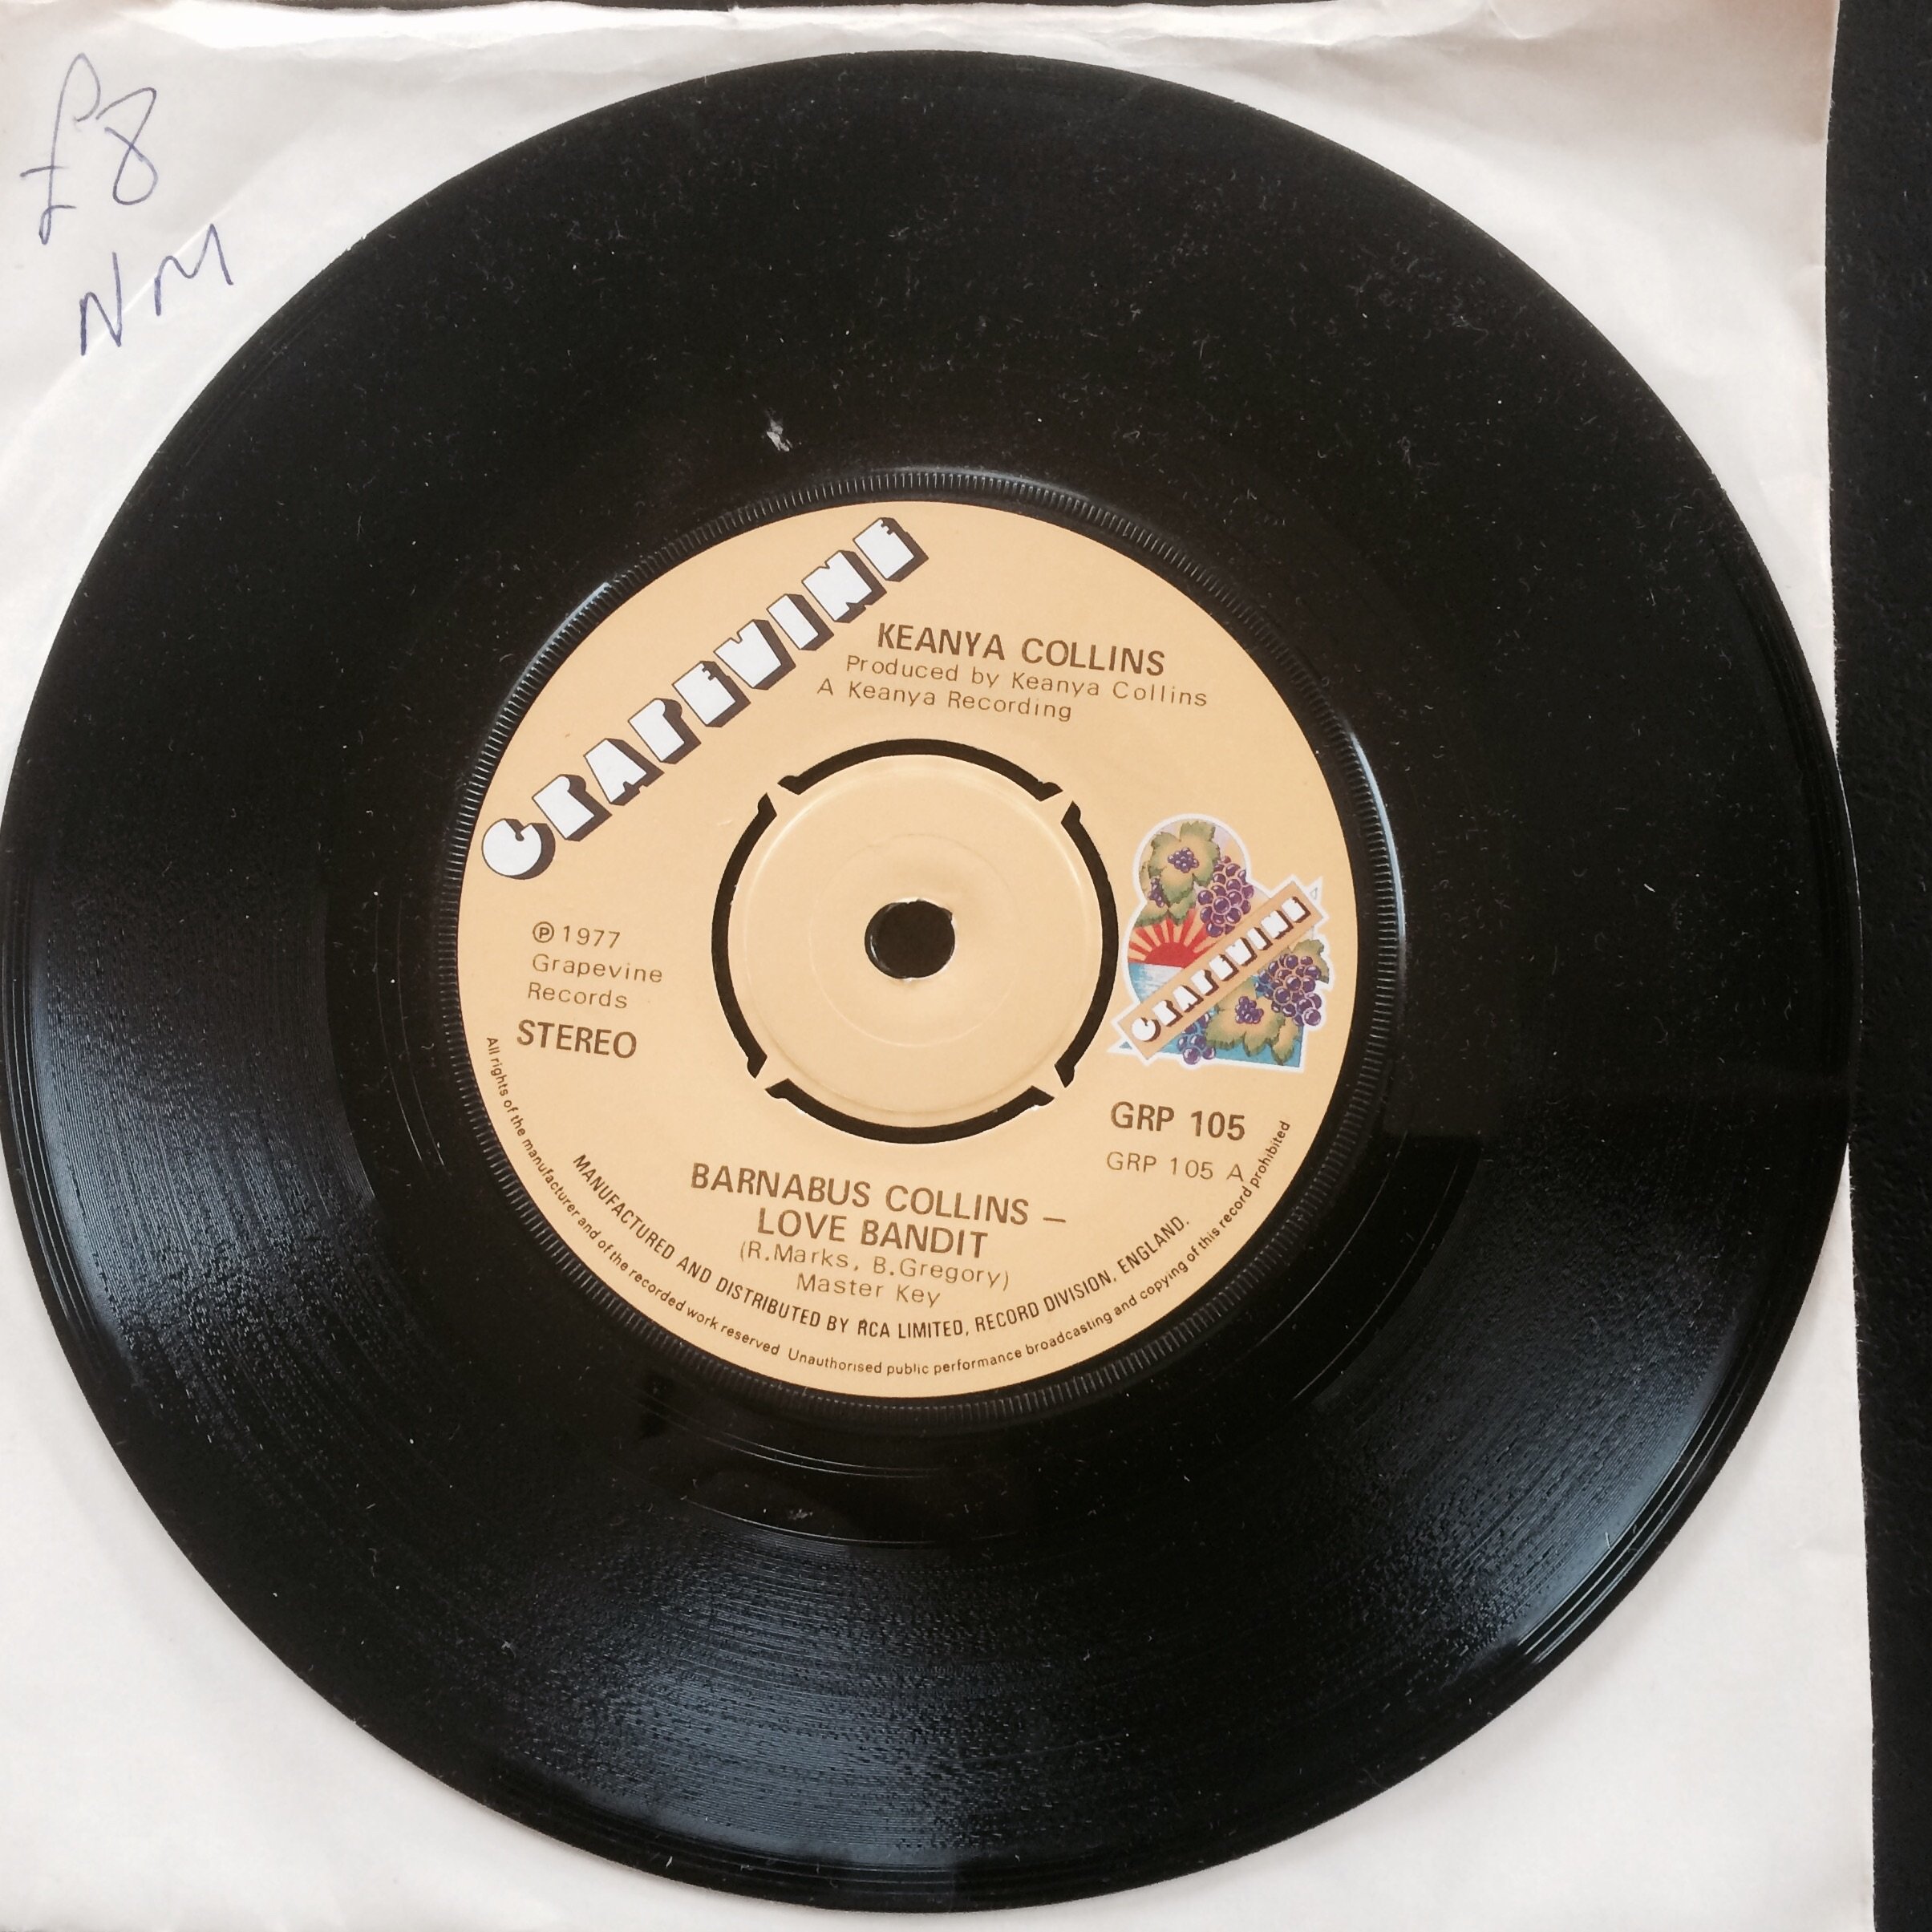 £8
NM
GRAPEVINE
KEANYA COLLINS
Produced by Keanya Collins
A Keanya Recording
℗ 1977
Grapevine
Records
STEREO
GRAPEVINE
GRP 105
GRP 105 A
BARNABUS COLLINS —
LOVE BANDIT
(R.Marks, B.Gregory)
Master Key
MANUFACTURED AND DISTRIBUTED BY RCA LIMITED, RECORD DIVISION, ENGLAND.
All rights of the manufacturer and of the recorded work reserved Unauthorised public performance broadcasting and copying of this record prohibited